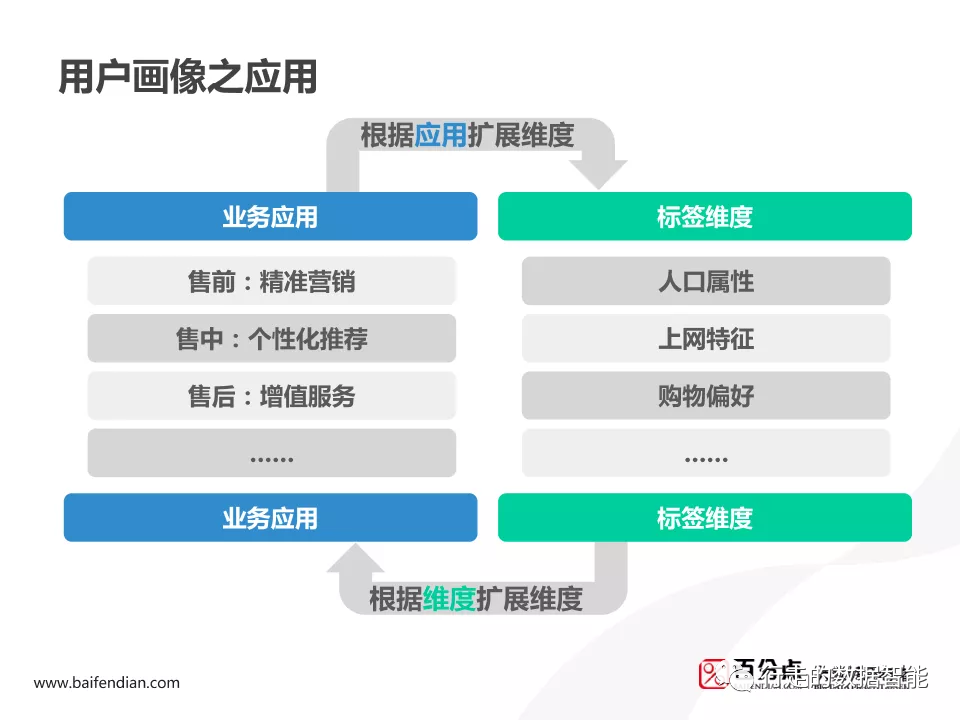 用户画像之应用
根据应用扩展维度
业务应用
标签维度
售前：精准营销
人口属性
售中：个性化推荐
上网特征
售后：增值服务
购物偏好
……
……
业务应用
标签维度
根据维度扩展维度
www.baifendian.com
百分点
行走的数据智能